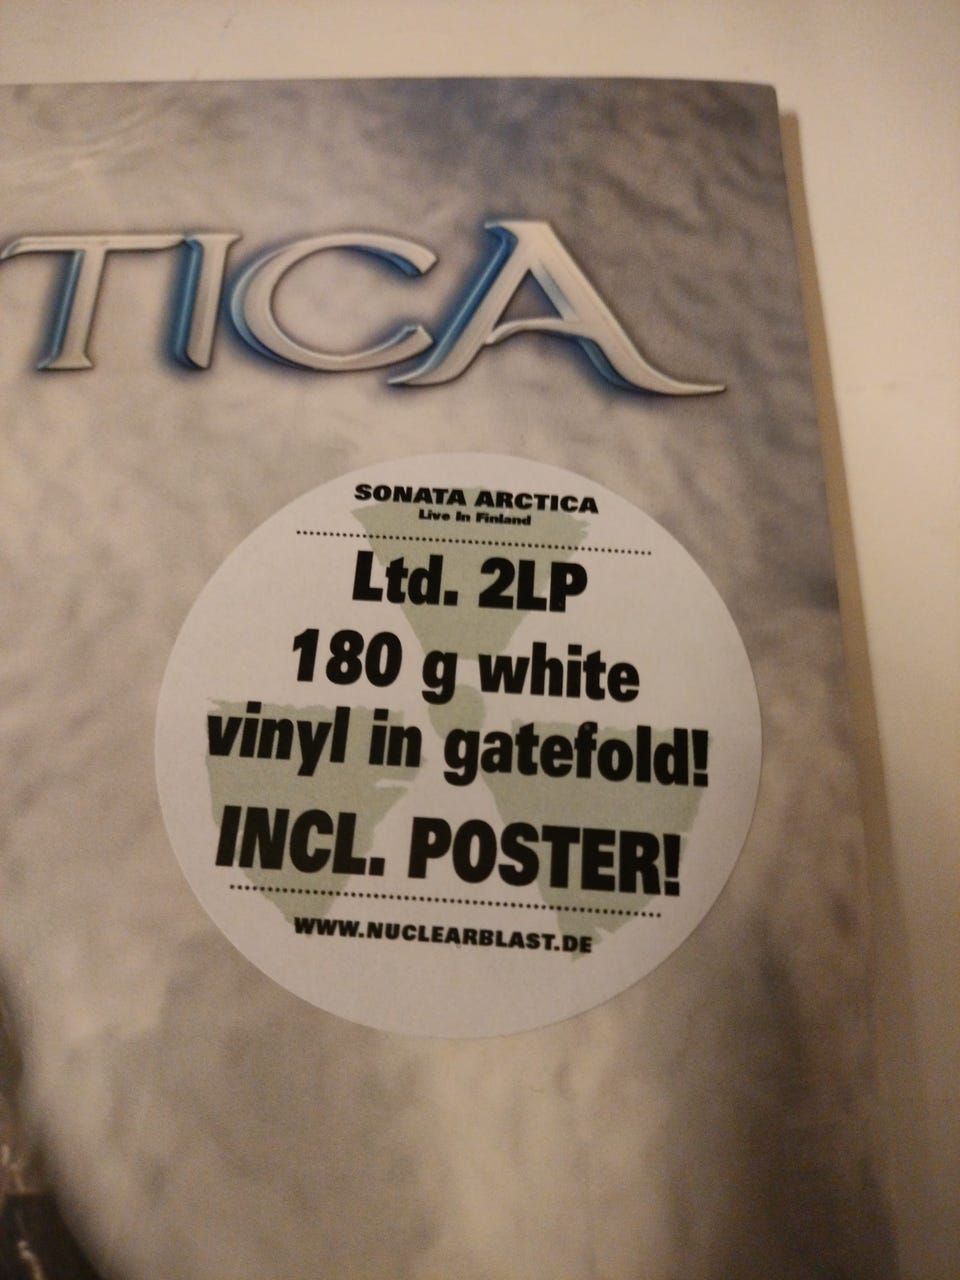 TICA
SONATA ARCTICA
Live In Finland
Ltd. 2LP
180 g white
vinyl in gatefold!
INCL. POSTER!
WWW.NUCLEARBLAST.DE